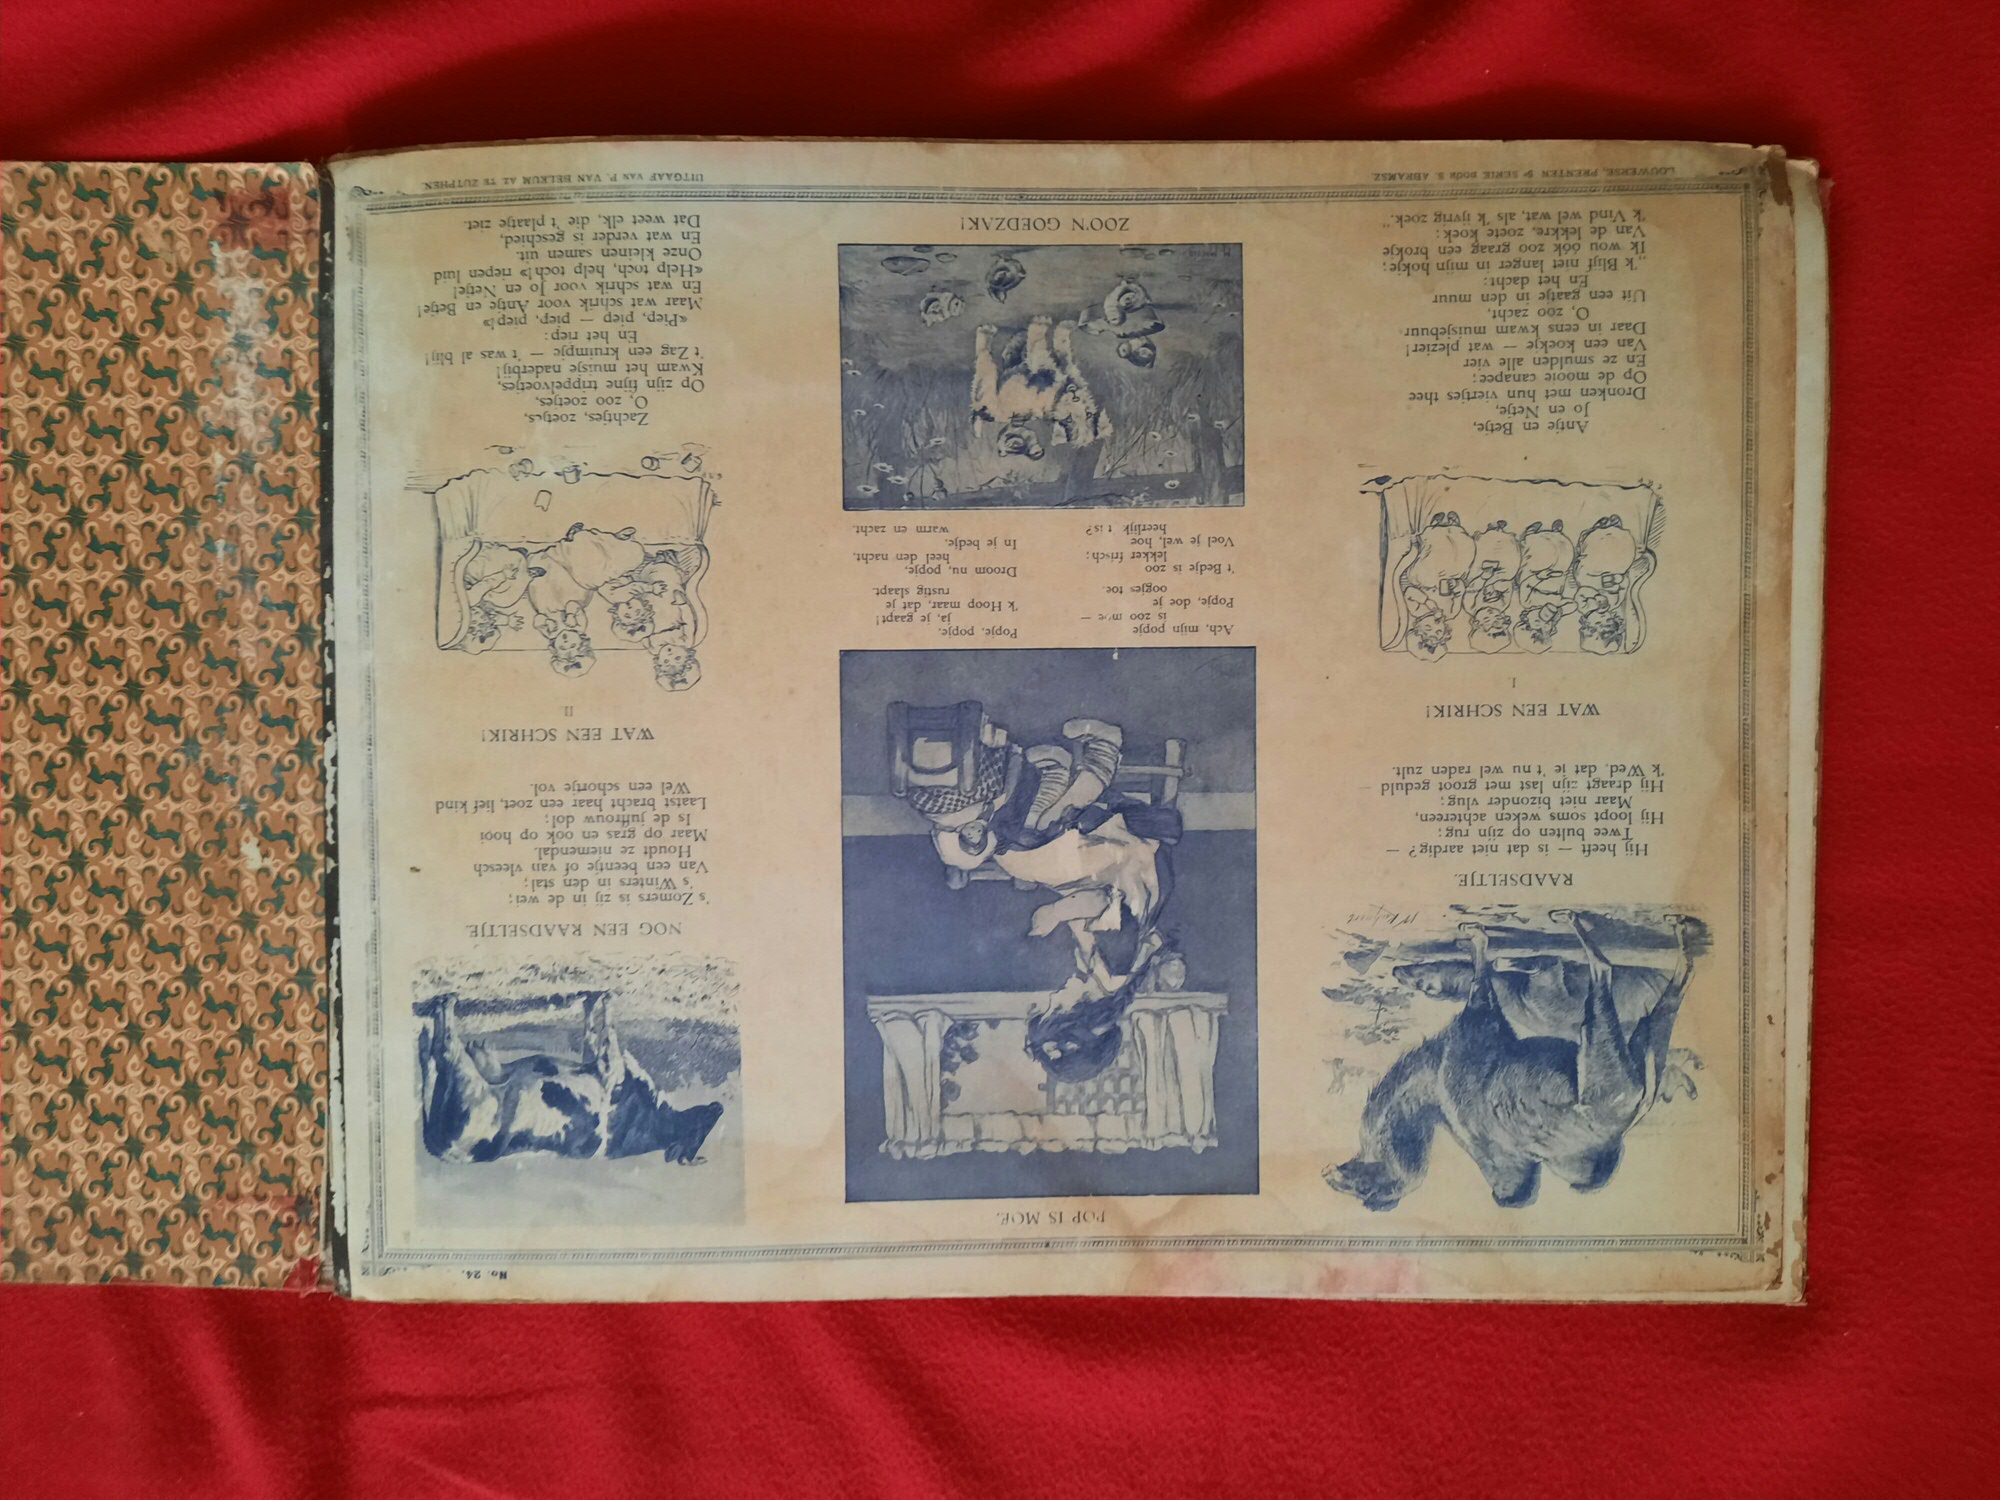 No. 24.
RAADSELTJE.
Hij heeft — is dat niet aardig? —
Twee bulten op zijn rug;
Hij loopt soms weken achtereen,
Maar niet bizonder vlug;
Hij draagt zijn last met groot geduld
'k Wed, dat je 't nu wel raden zult.
WAT EEN SCHRIK!
I.
Antje en Betje,
Jo en Netje,
Dronken met hun viertjes thee
Op de mooie canapee;
En ze smulden alle vier
Van een koekje — wat plezier!
Daar in eens kwam muisjebuur
O, zoo zacht,
Uit een gaatje in den muur
En het dacht:
„'k Blijf niet langer in mijn hokje;
Ik wou óók zoo graag een brokje
Van de lekkre, zoete koek;
'k Vind wel wat, als 'k ijvrig zoek."
POP IS MOE.
Ach, mijn popje
is zoo moe —
Popje, doe je
oogjes toe.
't Bedje is zoo
lekker frisch;
Voel je wel, hoe
heerlijk 't is?
Popje, popje,
ja, je gaapt!
'k Hoop maar, dat je
rustig slaapt.
Droom nu, popje,
heel den nacht,
In je bedje,
warm en zacht.
ZOO'N GOEDZAK!
NOG EEN RAADSELTJE.
's Zomers is zij in de wei;
's Winters in den stal;
Van een beentje of van vleesch
Houdt ze niemendal.
Maar op gras en ook op hooi
Is de juffrouw dol;
Laatst bracht haar een zoet, lief kind
Wel een schortje vol.
WAT EEN SCHRIK!
II
Zachtjes, zoetjes,
O, zoo zoetjes,
Op zijn fijne trippelvoetjes,
Kwam het muisje naderbij!
't Zag een kruimpje — 't was al blij!
En het riep:
«Piep, piep — piep, piep!»
Maar wat schrik voor Antje en Betje!
En wat schrik voor Jo en Netje!
«Help toch, help toch!» riepen luid
Onze kleinen samen uit.
En wat verder is geschied,
Dat weet elk, die 't plaatje ziet.
LOUWERSE, PRENTEN 5e SERIE DOOR S. ABRAMSZ.
UITGAAF VAN P. VAN BELKUM AZ. TE ZUTPHEN.